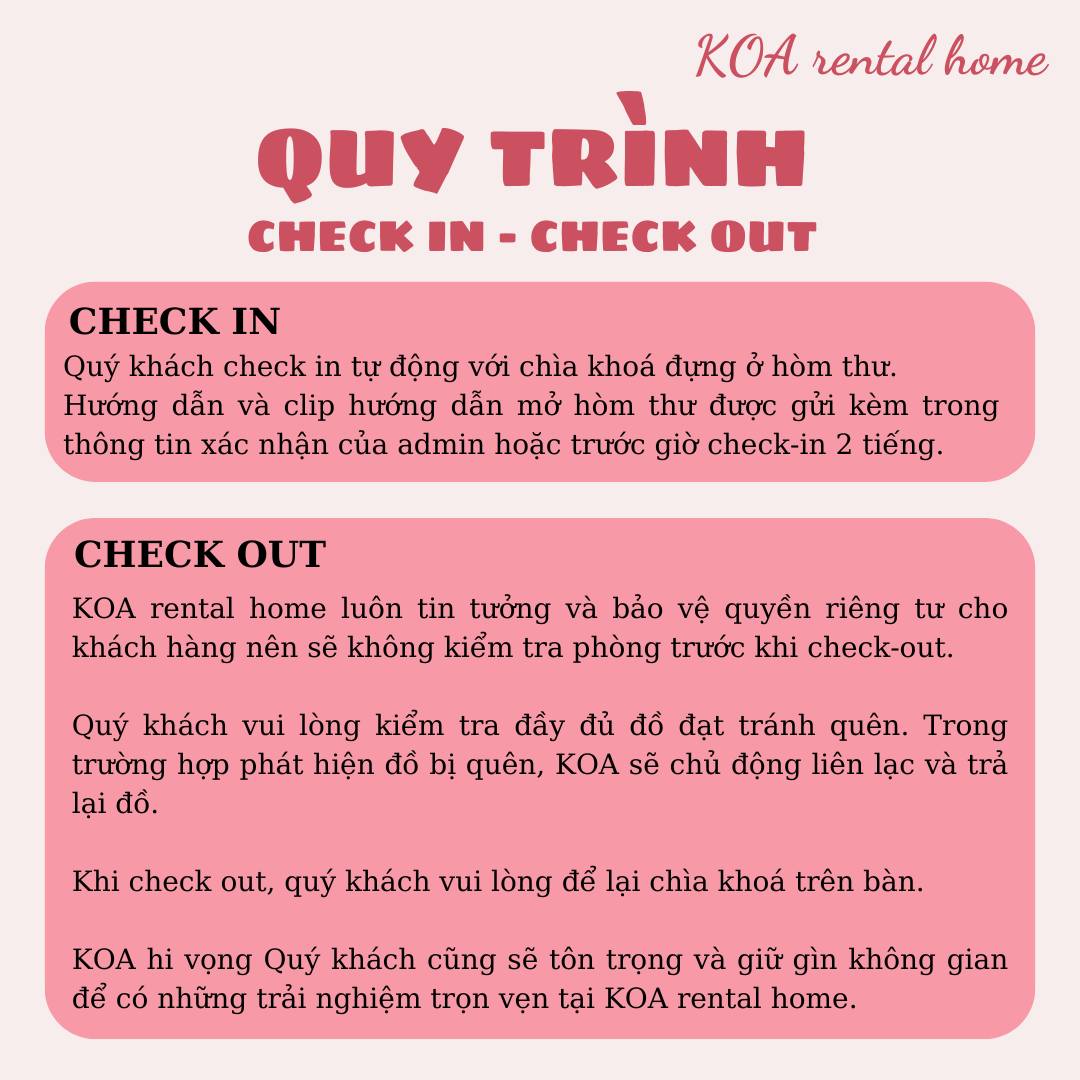 KOA rental home
QUY TRÌNH
CHECK IN - CHECK OUT
CHECK IN
Quý khách check in tự động với chìa khoá đựng ở hòm thư.
Hướng dẫn và clip hướng dẫn mở hòm thư được gửi kèm trong
thông tin xác nhận của admin hoặc trước giờ check-in 2 tiếng.
CHECK OUT
KOA rental home luôn tin tưởng và bảo vệ quyền riêng tư cho
khách hàng nên sẽ không kiểm tra phòng trước khi check-out.
Quý khách vui lòng kiểm tra đầy đủ đồ đạt tránh quên. Trong
trường hợp phát hiện đồ bị quên, KOA sẽ chủ động liên lạc và trả
lại đồ.
Khi check out, quý khách vui lòng để lại chìa khoá trên bàn.
KOA hi vọng Quý khách cũng sẽ tôn trọng và giữ gìn không gian
để có những trải nghiệm trọn vẹn tại KOA rental home.